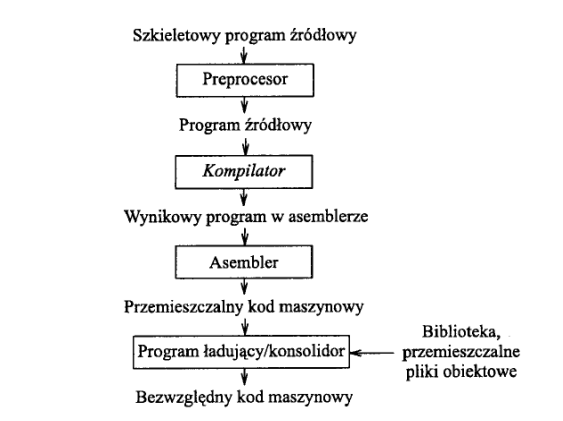 Szkieletowy program źródłowy
Preprocesor
Program źródłowy
Kompilator
Wynikowy program w asemblerze
Asembler
Przemieszczalny kod maszynowy
Program ładujący/konsolidor
Biblioteka,
przemieszczalne
pliki obiektowe
Bezwzględny kod maszynowy